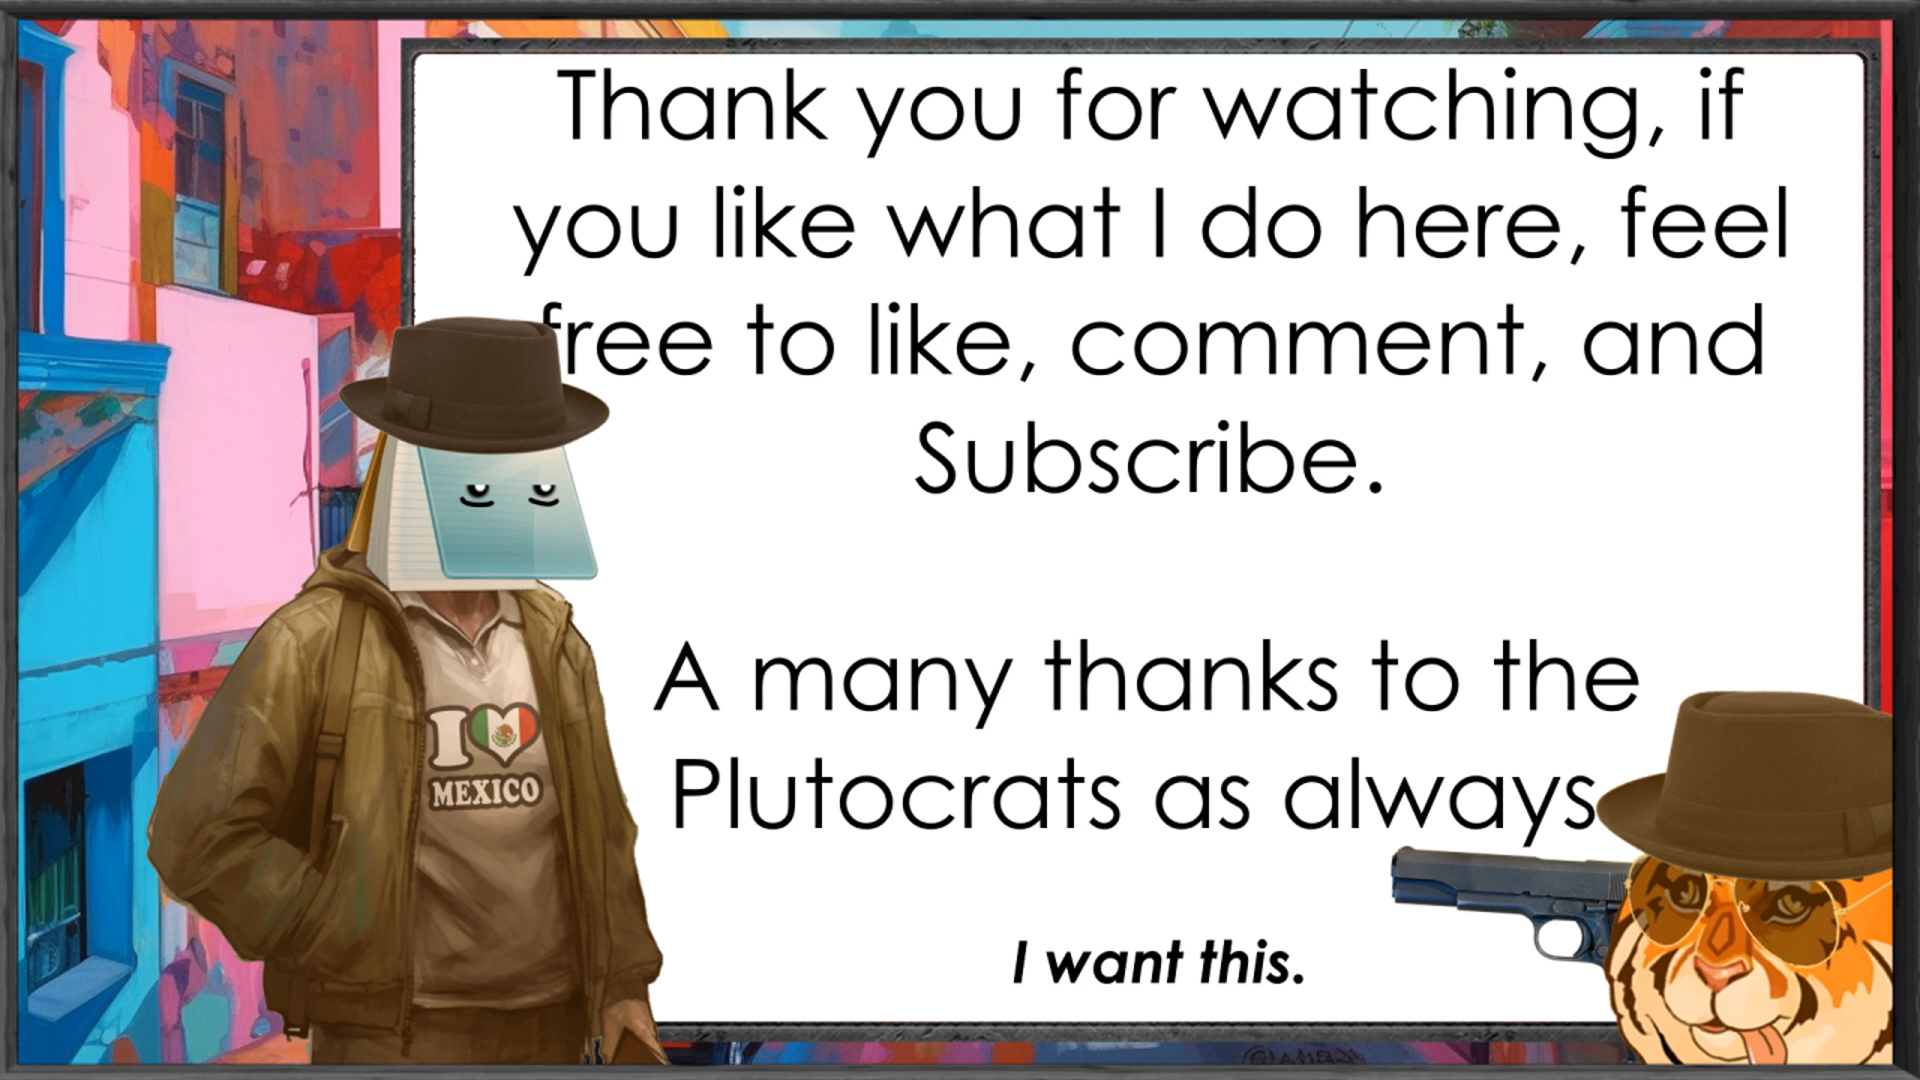 Thank you for watching, if
you like what I do here, feel
free to like, comment, and
Subscribe.
A many thanks to the
Plutocrats as always
I want this.
I
MEXICO